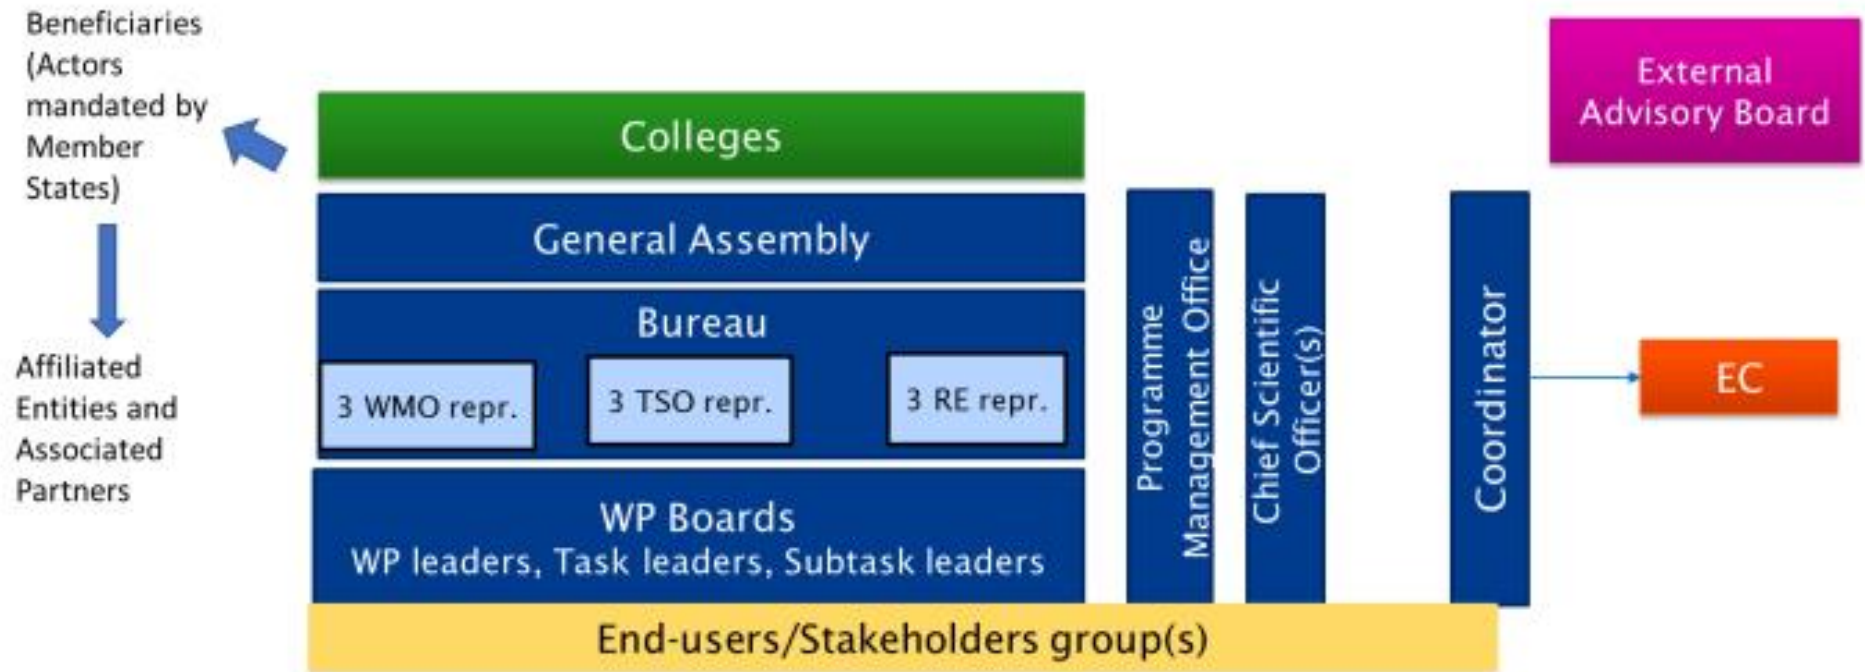 Beneficiaries
(Actors
mandated by
Member
States)
Affiliated
Entities and
Associated
Partners
Colleges
General Assembly
Bureau
3 WMO repr.
3 TSO repr.
3 RE repr.
WP Boards
WP leaders, Task leaders, Subtask leaders
End-users/Stakeholders group(s)
Programme
Management Office
Chief Scientific
Officer(s)
Coordinator
External
Advisory Board
EC